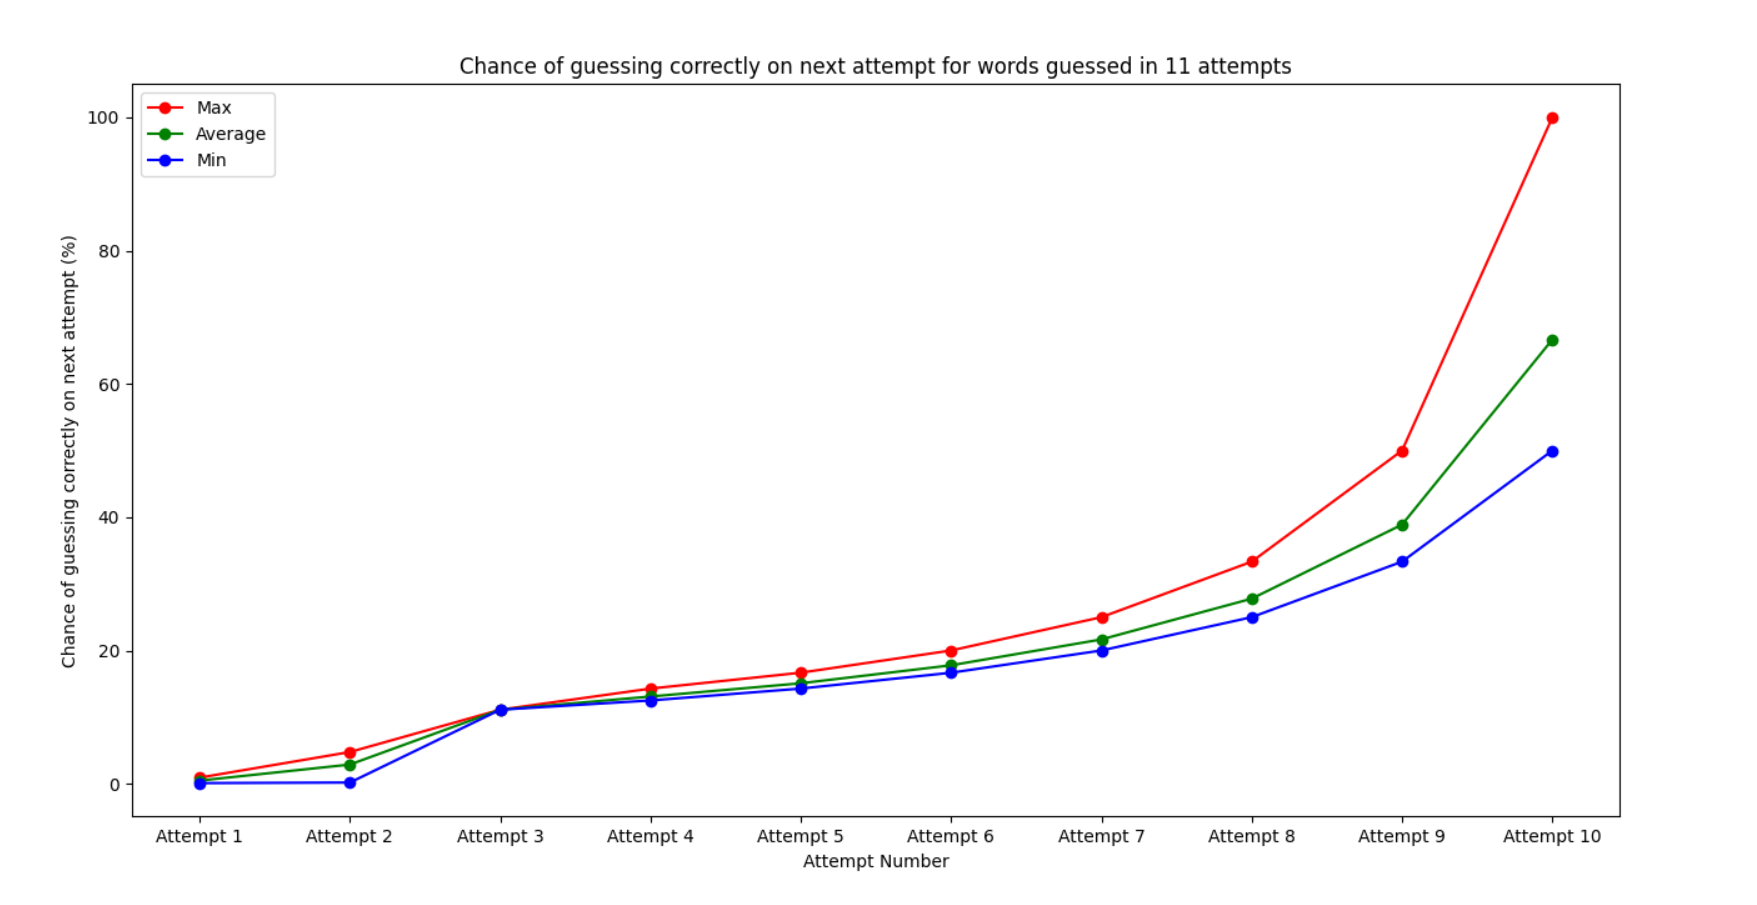 Chance of guessing correctly on next attempt for words guessed in 11 attempts
Max
Average
Min
Chance of guessing correctly on next attempt (%)
100
80
60
40
20
0
Attempt 1
Attempt 2
Attempt 3
Attempt 4
Attempt 5
Attempt 6
Attempt 7
Attempt 8
Attempt 9
Attempt 10
Attempt Number